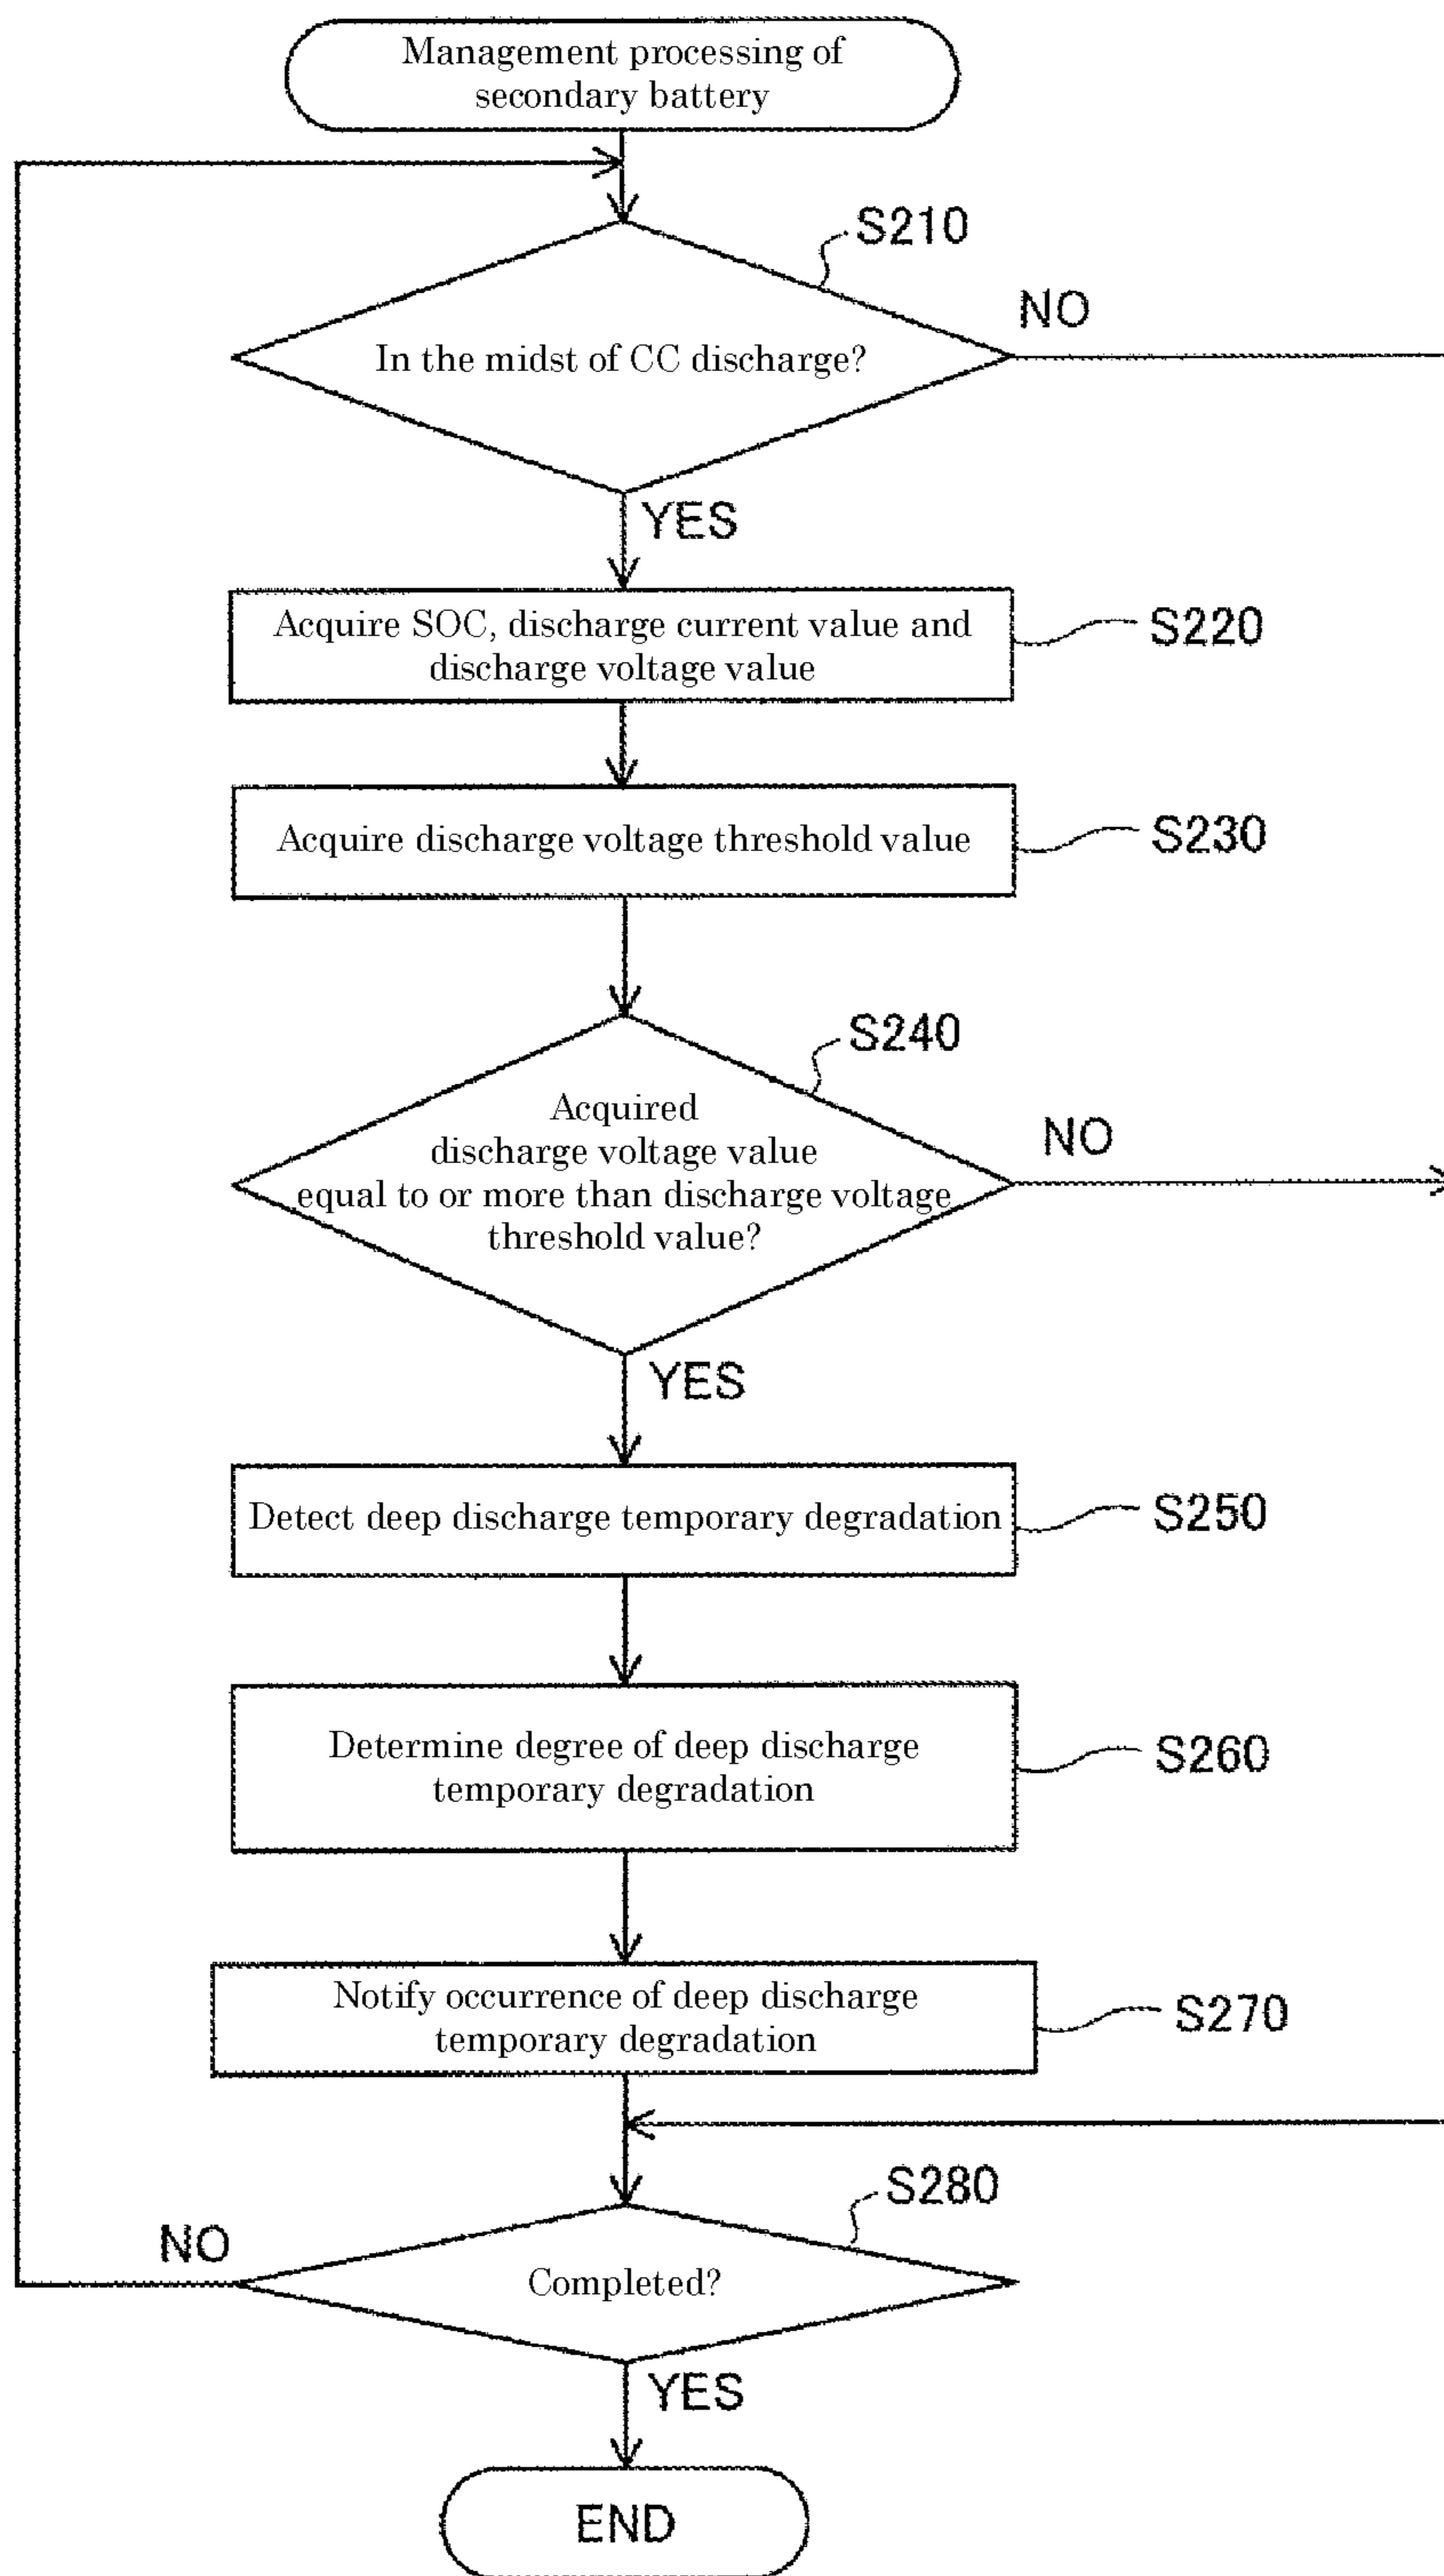 Management processing of
secondary battery
S210
NO
In the midst of CC discharge?
YES
Acquire SOC, discharge current value and
discharge voltage value
S220
Acquire discharge voltage threshold value
S230
S240
Acquired
discharge voltage value
equal to or more than discharge voltage
threshold value?
NO
YES
Detect deep discharge temporary degradation
S250
Determine degree of deep discharge
temporary degradation
S260
Notify occurrence of deep discharge
temporary degradation
S270
S280
NO
Completed?
YES
END